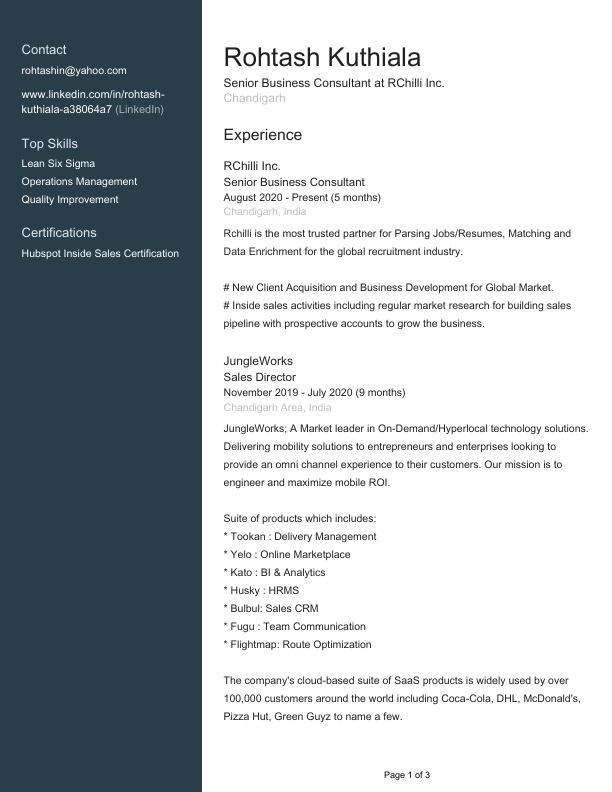 Contact
rohtashin@yahoo.com
www.linkedin.com/in/rohtash-
kuthiala-a38064a7 (LinkedIn)
Top Skills
Lean Six Sigma
Operations Management
Quality Improvement
Certifications
Hubspot Inside Sales Certification
Rohtash Kuthiala
Senior Business Consultant at RChilli Inc.
Chandigarh
Experience
RChilli Inc.
Senior Business Consultant
August 2020 - Present (5 months)
Chandigarh, India
Rchilli is the most trusted partner for Parsing Jobs/Resumes, Matching and
Data Enrichment for the global recruitment industry.
# New Client Acquisition and Business Development for Global Market.
# Inside sales activities including regular market research for building sales
pipeline with prospective accounts to grow the business.
JungleWorks
Sales Director
November 2019 - July 2020 (9 months)
Chandigarh Area, India
JungleWorks; A Market leader in On-Demand/Hyperlocal technology solutions.
Delivering mobility solutions to entrepreneurs and enterprises looking to
provide an omni channel experience to their customers. Our mission is to
engineer and maximize mobile ROI.
Suite of products which includes:
* Tookan : Delivery Management
* Yelo : Online Marketplace
* Kato : BI & Analytics
* Husky : HRMS
* Bulbul: Sales CRM
* Fugu : Team Communication
* Flightmap: Route Optimization
The company's cloud-based suite of SaaS products is widely used by over
100,000 customers around the world including Coca-Cola, DHL, McDonald's,
Pizza Hut, Green Guyz to name a few.
Page 1 of 3